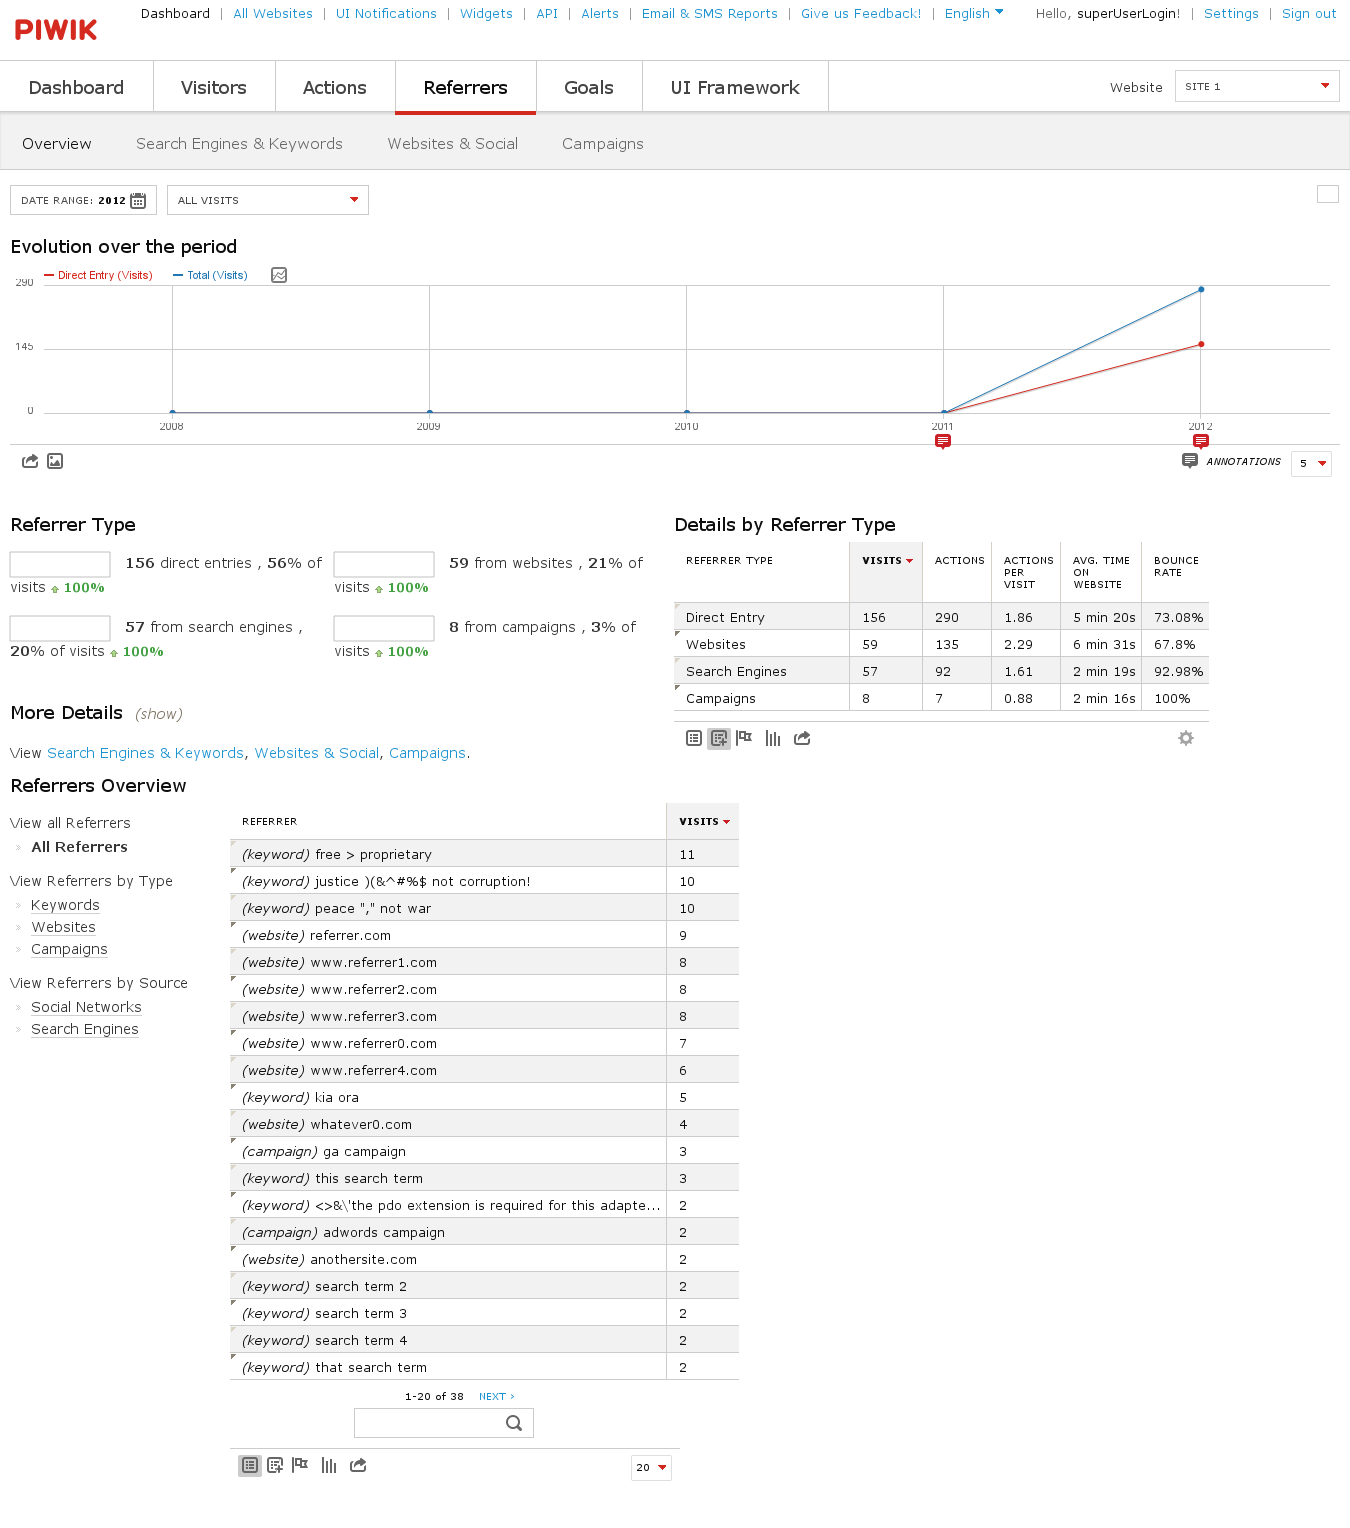 PIWIK
Dashboard | All Websites | UI Notifications | Widgets | API | Alerts | Email & SMS Reports | Give us Feedback! | English Hello, superUserLogin! | Settings | Sign out
Dashboard Visitors Actions Referrers Goals UI Framework Website SITE 1
Overview Search Engines & Keywords Websites & Social Campaigns
DATE RANGE: 2012 ALL VISITS
Evolution over the period
Direct Entry (Visits) Total (Visits)
290
145
0
2008 2009 2010 2011 2012
ANNOTATIONS 5
Referrer Type
156 direct entries , 56% of visits 100%
59 from websites , 21% of visits 100%
57 from search engines , 20% of visits 100%
8 from campaigns , 3% of visits 100%
Details by Referrer Type
REFERRER TYPE VISITS ACTIONS ACTIONS PER VISIT AVG. TIME ON WEBSITE BOUNCE RATE
Direct Entry 156 290 1.86 5 min 20s 73.08%
Websites 59 135 2.29 6 min 31s 67.8%
Search Engines 57 92 1.61 2 min 19s 92.98%
Campaigns 8 7 0.88 2 min 16s 100%
More Details (show)
View Search Engines & Keywords, Websites & Social, Campaigns.
Referrers Overview
View all Referrers
» All Referrers
View Referrers by Type
» Keywords
» Websites
» Campaigns
View Referrers by Source
» Social Networks
» Search Engines
REFERRER VISITS
(keyword) free > proprietary 11
(keyword) justice )(&^#%$ not corruption! 10
(keyword) peace "," not war 10
(website) referrer.com 9
(website) www.referrer1.com 8
(website) www.referrer2.com 8
(website) www.referrer3.com 8
(website) www.referrer0.com 7
(website) www.referrer4.com 6
(keyword) kia ora 5
(website) whatever0.com 4
(campaign) ga campaign 3
(keyword) this search term 3
(keyword) <>&\'the pdo extension is required for this adapte... 2
(campaign) adwords campaign 2
(website) anothersite.com 2
(keyword) search term 2 2
(keyword) search term 3 2
(keyword) search term 4 2
(keyword) that search term 2
1-20 of 38 NEXT ›
20